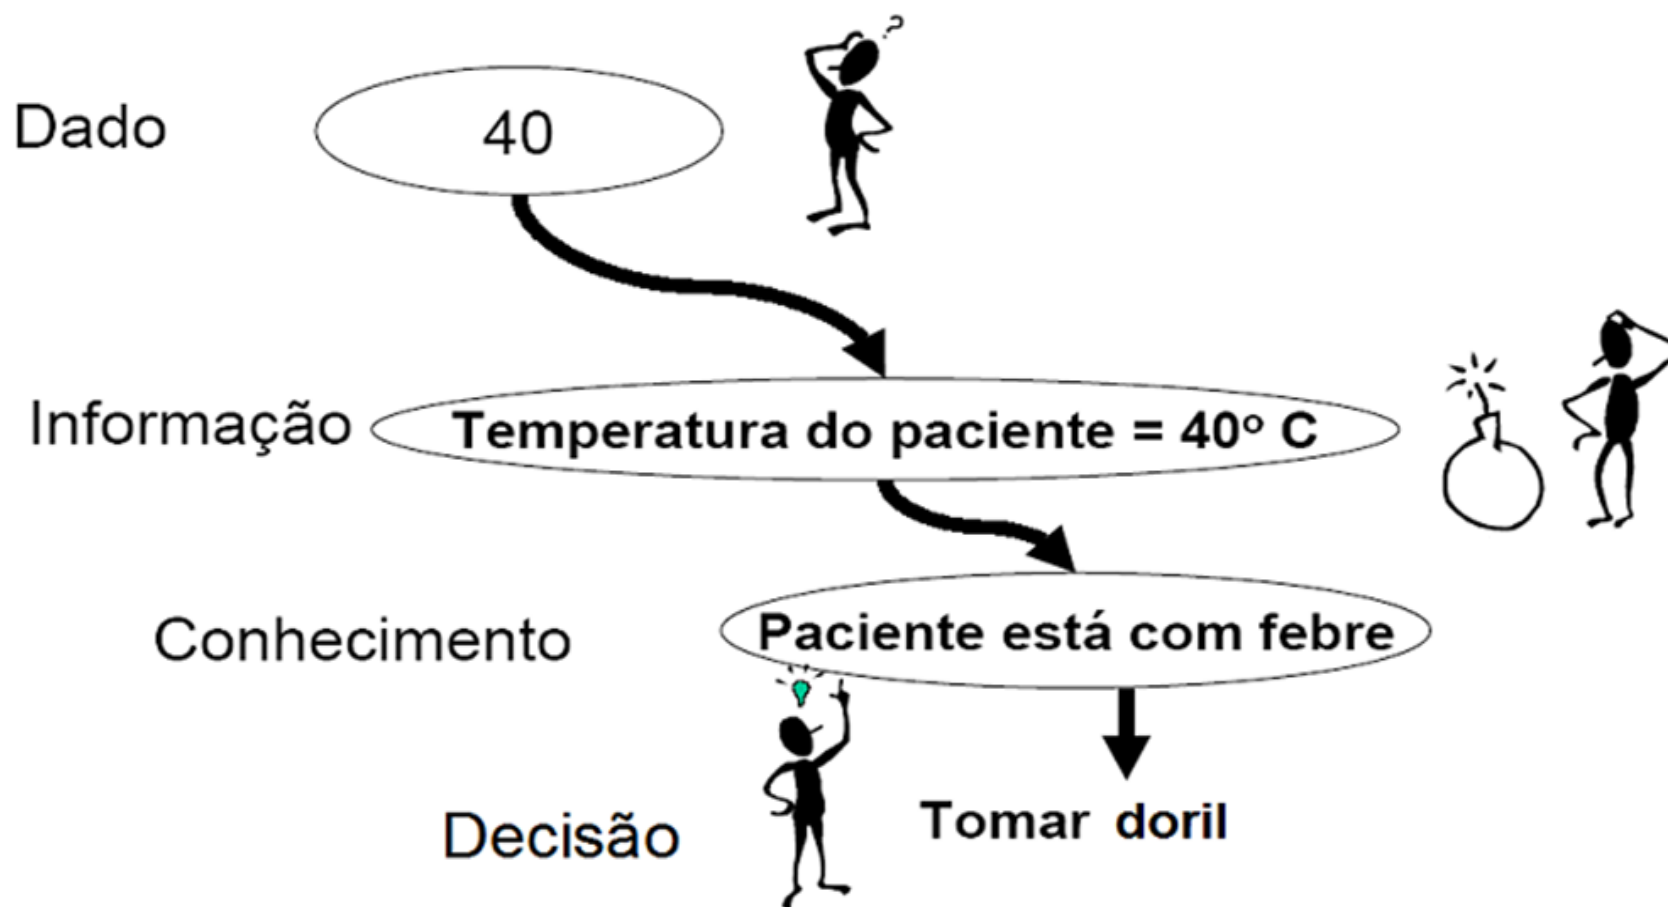 ?
Dado
40
Informação
Temperatura do paciente = 40º C
Conhecimento
Paciente está com febre
Decisão
Tomar doril